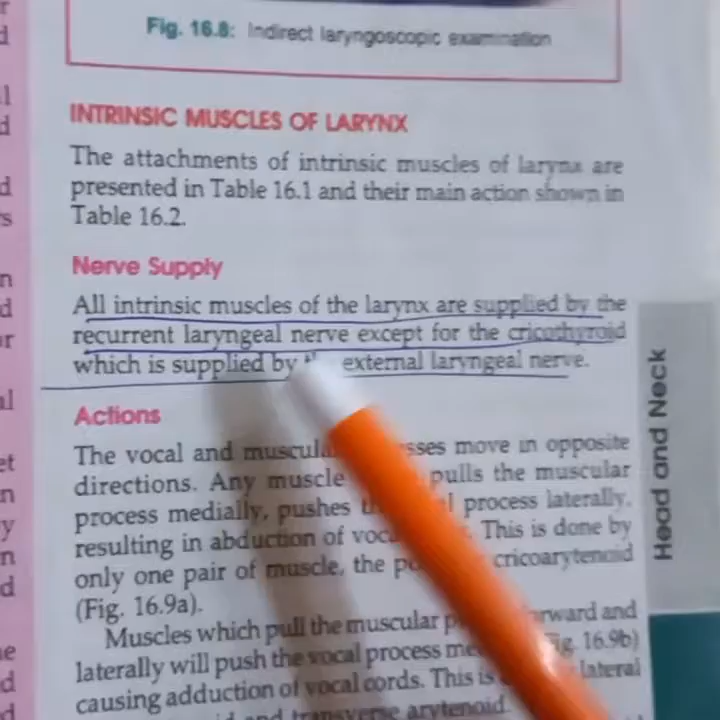 Fig. 16.8: Indirect laryngoscopic examination
INTRINSIC MUSCLES OF LARYNX
The attachments of intrinsic muscles of larynx are
presented in Table 16.1 and their main action shown in
Table 16.2.
Nerve Supply
All intrinsic muscles of the larynx are supplied by the
recurrent laryngeal nerve except for the cricothyroid
which is supplied by external laryngeal nerve.
Actions
The vocal and move in opposite
directions. Any muscle pulls the muscular
process medially, pushes process laterally,
resulting in abduction of This is done by
only one pair of muscle, the cricoarytenoid
(Fig. 16.9a).
Muscles which pull the muscular and
laterally will push the vocal process 16.9b)
causing adduction of vocal cords. This is lateral
and transverse arytenoid.
Head and Neck